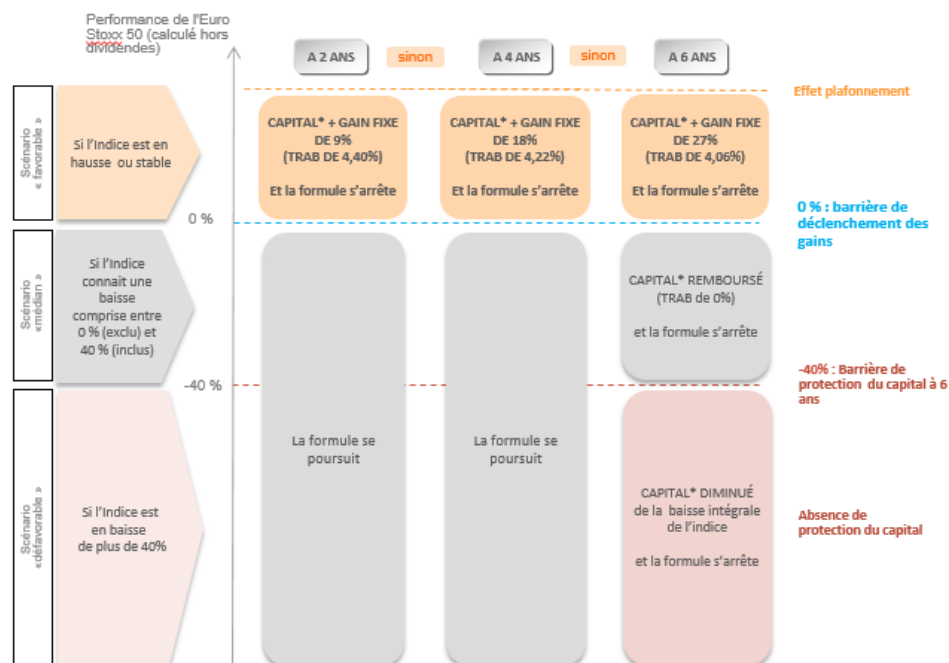 Performance de l'Euro
Stoxx 50 (calculé hors
dividendes)
A 2 ANS
sinon
A 4 ANS
sinon
A 6 ANS
Effet plafonnement
Scénario
« favorable »
Si l'Indice est en
hausse ou stable
CAPITAL* + GAIN FIXE
DE 9%
(TRAB DE 4,40%)
Et la formule s'arrête
CAPITAL* + GAIN FIXE
DE 18%
(TRAB DE 4,22%)
Et la formule s'arrête
CAPITAL* + GAIN FIXE
DE 27%
(TRAB DE 4,06%)
Et la formule s'arrête
0 %
0 % : barrière de
déclenchement des
gains
Scénario
«médian »
Si l'Indice
connait une
baisse
comprise entre
0 % (exclu) et
40 % (inclus)
CAPITAL* REMBOURSÉ
(TRAB de 0%)
et la formule s'arrête
-40 %
-40% : Barrière de
protection du capital à 6
ans
La formule se
poursuit
La formule se
poursuit
Scénario
«défavorable »
Si l'Indice est
en baisse
de plus de 40%
CAPITAL* DIMINUÉ
de la baisse intégrale
de l'indice
et la formule s'arrête
Absence de
protection du capital